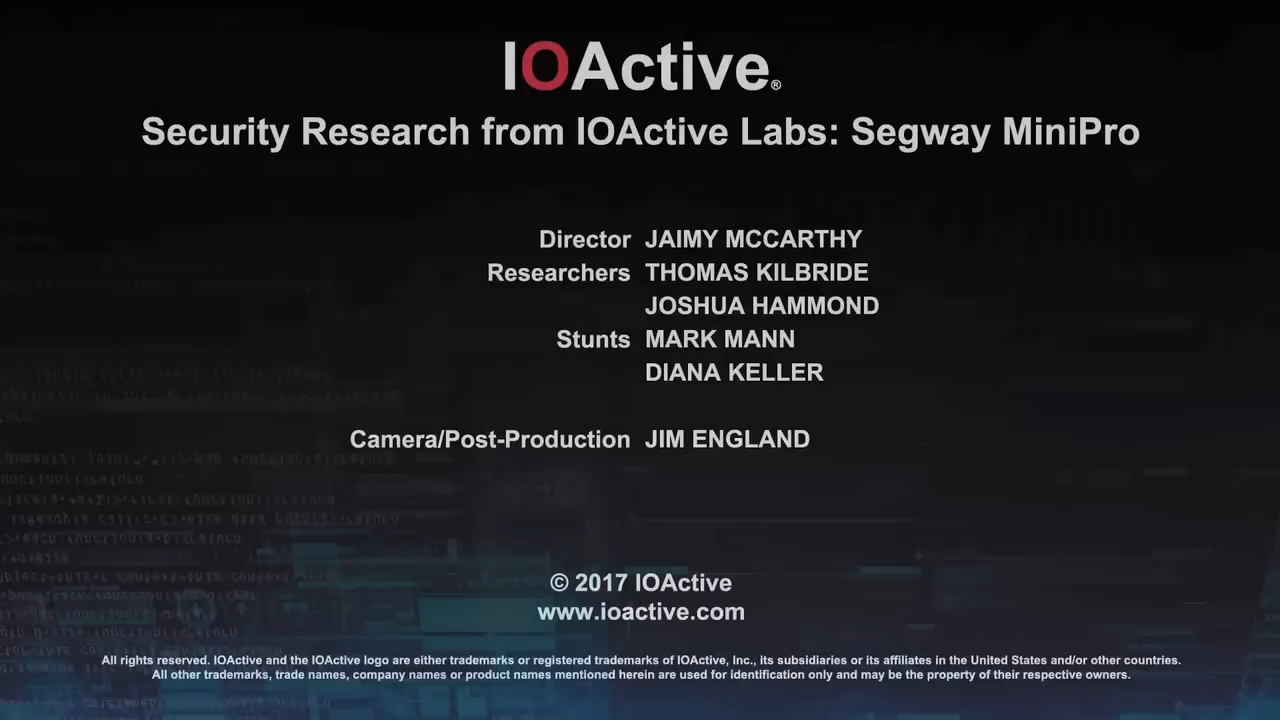 IOActive®
Security Research from IOActive Labs: Segway MiniPro
Director JAIMY MCCARTHY
Researchers THOMAS KILBRIDE
JOSHUA HAMMOND
Stunts MARK MANN
DIANA KELLER
Camera/Post-Production JIM ENGLAND
© 2017 IOActive
www.ioactive.com
All rights reserved. IOActive and the IOActive logo are either trademarks or registered trademarks of IOActive, Inc., its subsidiaries or its affiliates in the United States and/or other countries.
All other trademarks, trade names, company names or product names mentioned herein are used for identification only and may be the property of their respective owners.